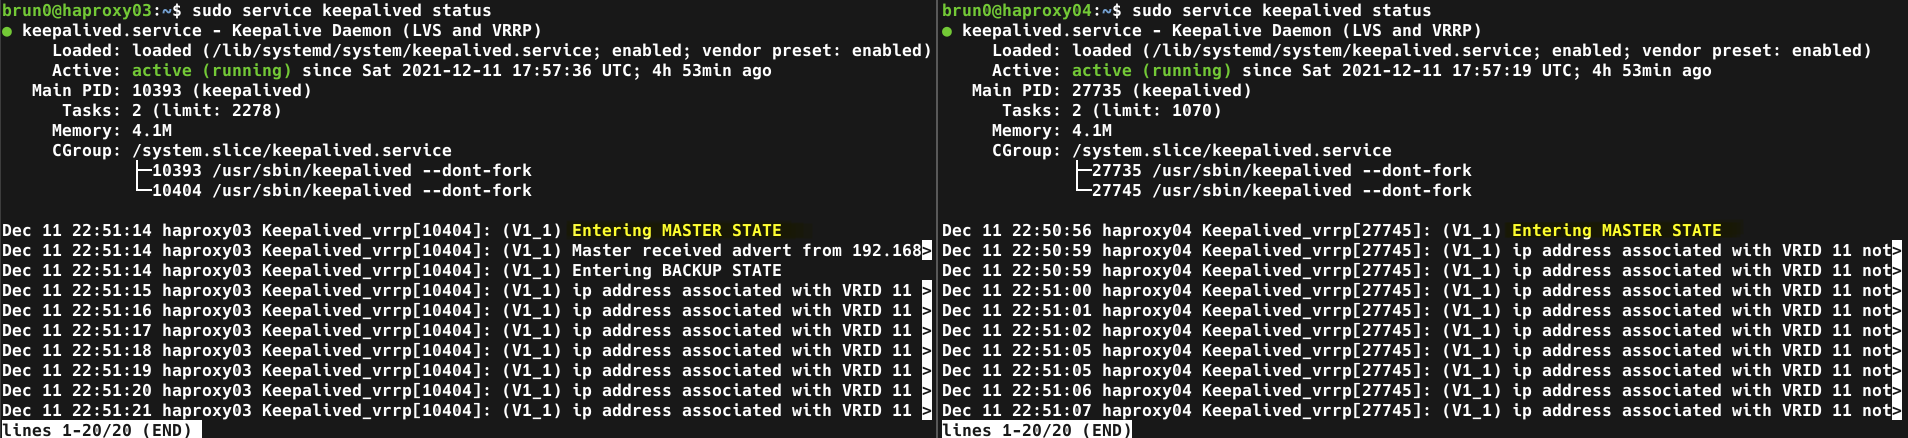 brun0@haproxy03:~$ sudo service keepalived status
● keepalived.service - Keepalive Daemon (LVS and VRRP)
Loaded: loaded (/lib/systemd/system/keepalived.service; enabled; vendor preset: enabled)
Active: active (running) since Sat 2021-12-11 17:57:36 UTC; 4h 53min ago
Main PID: 10393 (keepalived)
Tasks: 2 (limit: 2278)
Memory: 4.1M
CGroup: /system.slice/keepalived.service
├─10393 /usr/sbin/keepalived --dont-fork
└─10404 /usr/sbin/keepalived --dont-fork
Dec 11 22:51:14 haproxy03 Keepalived_vrrp[10404]: (V1_1) Entering MASTER STATE
Dec 11 22:51:14 haproxy03 Keepalived_vrrp[10404]: (V1_1) Master received advert from 192.168>
Dec 11 22:51:14 haproxy03 Keepalived_vrrp[10404]: (V1_1) Entering BACKUP STATE
Dec 11 22:51:15 haproxy03 Keepalived_vrrp[10404]: (V1_1) ip address associated with VRID 11 >
Dec 11 22:51:16 haproxy03 Keepalived_vrrp[10404]: (V1_1) ip address associated with VRID 11 >
Dec 11 22:51:17 haproxy03 Keepalived_vrrp[10404]: (V1_1) ip address associated with VRID 11 >
Dec 11 22:51:18 haproxy03 Keepalived_vrrp[10404]: (V1_1) ip address associated with VRID 11 >
Dec 11 22:51:19 haproxy03 Keepalived_vrrp[10404]: (V1_1) ip address associated with VRID 11 >
Dec 11 22:51:20 haproxy03 Keepalived_vrrp[10404]: (V1_1) ip address associated with VRID 11 >
Dec 11 22:51:21 haproxy03 Keepalived_vrrp[10404]: (V1_1) ip address associated with VRID 11 >
lines 1-20/20 (END)
brun0@haproxy04:~$ sudo service keepalived status
● keepalived.service - Keepalive Daemon (LVS and VRRP)
Loaded: loaded (/lib/systemd/system/keepalived.service; enabled; vendor preset: enabled)
Active: active (running) since Sat 2021-12-11 17:57:19 UTC; 4h 53min ago
Main PID: 27735 (keepalived)
Tasks: 2 (limit: 1070)
Memory: 4.1M
CGroup: /system.slice/keepalived.service
├─27735 /usr/sbin/keepalived --dont-fork
└─27745 /usr/sbin/keepalived --dont-fork
Dec 11 22:50:56 haproxy04 Keepalived_vrrp[27745]: (V1_1) Entering MASTER STATE
Dec 11 22:50:59 haproxy04 Keepalived_vrrp[27745]: (V1_1) ip address associated with VRID 11 not>
Dec 11 22:50:59 haproxy04 Keepalived_vrrp[27745]: (V1_1) ip address associated with VRID 11 not>
Dec 11 22:51:00 haproxy04 Keepalived_vrrp[27745]: (V1_1) ip address associated with VRID 11 not>
Dec 11 22:51:01 haproxy04 Keepalived_vrrp[27745]: (V1_1) ip address associated with VRID 11 not>
Dec 11 22:51:02 haproxy04 Keepalived_vrrp[27745]: (V1_1) ip address associated with VRID 11 not>
Dec 11 22:51:05 haproxy04 Keepalived_vrrp[27745]: (V1_1) ip address associated with VRID 11 not>
Dec 11 22:51:05 haproxy04 Keepalived_vrrp[27745]: (V1_1) ip address associated with VRID 11 not>
Dec 11 22:51:06 haproxy04 Keepalived_vrrp[27745]: (V1_1) ip address associated with VRID 11 not>
Dec 11 22:51:07 haproxy04 Keepalived_vrrp[27745]: (V1_1) ip address associated with VRID 11 not>
lines 1-20/20 (END)